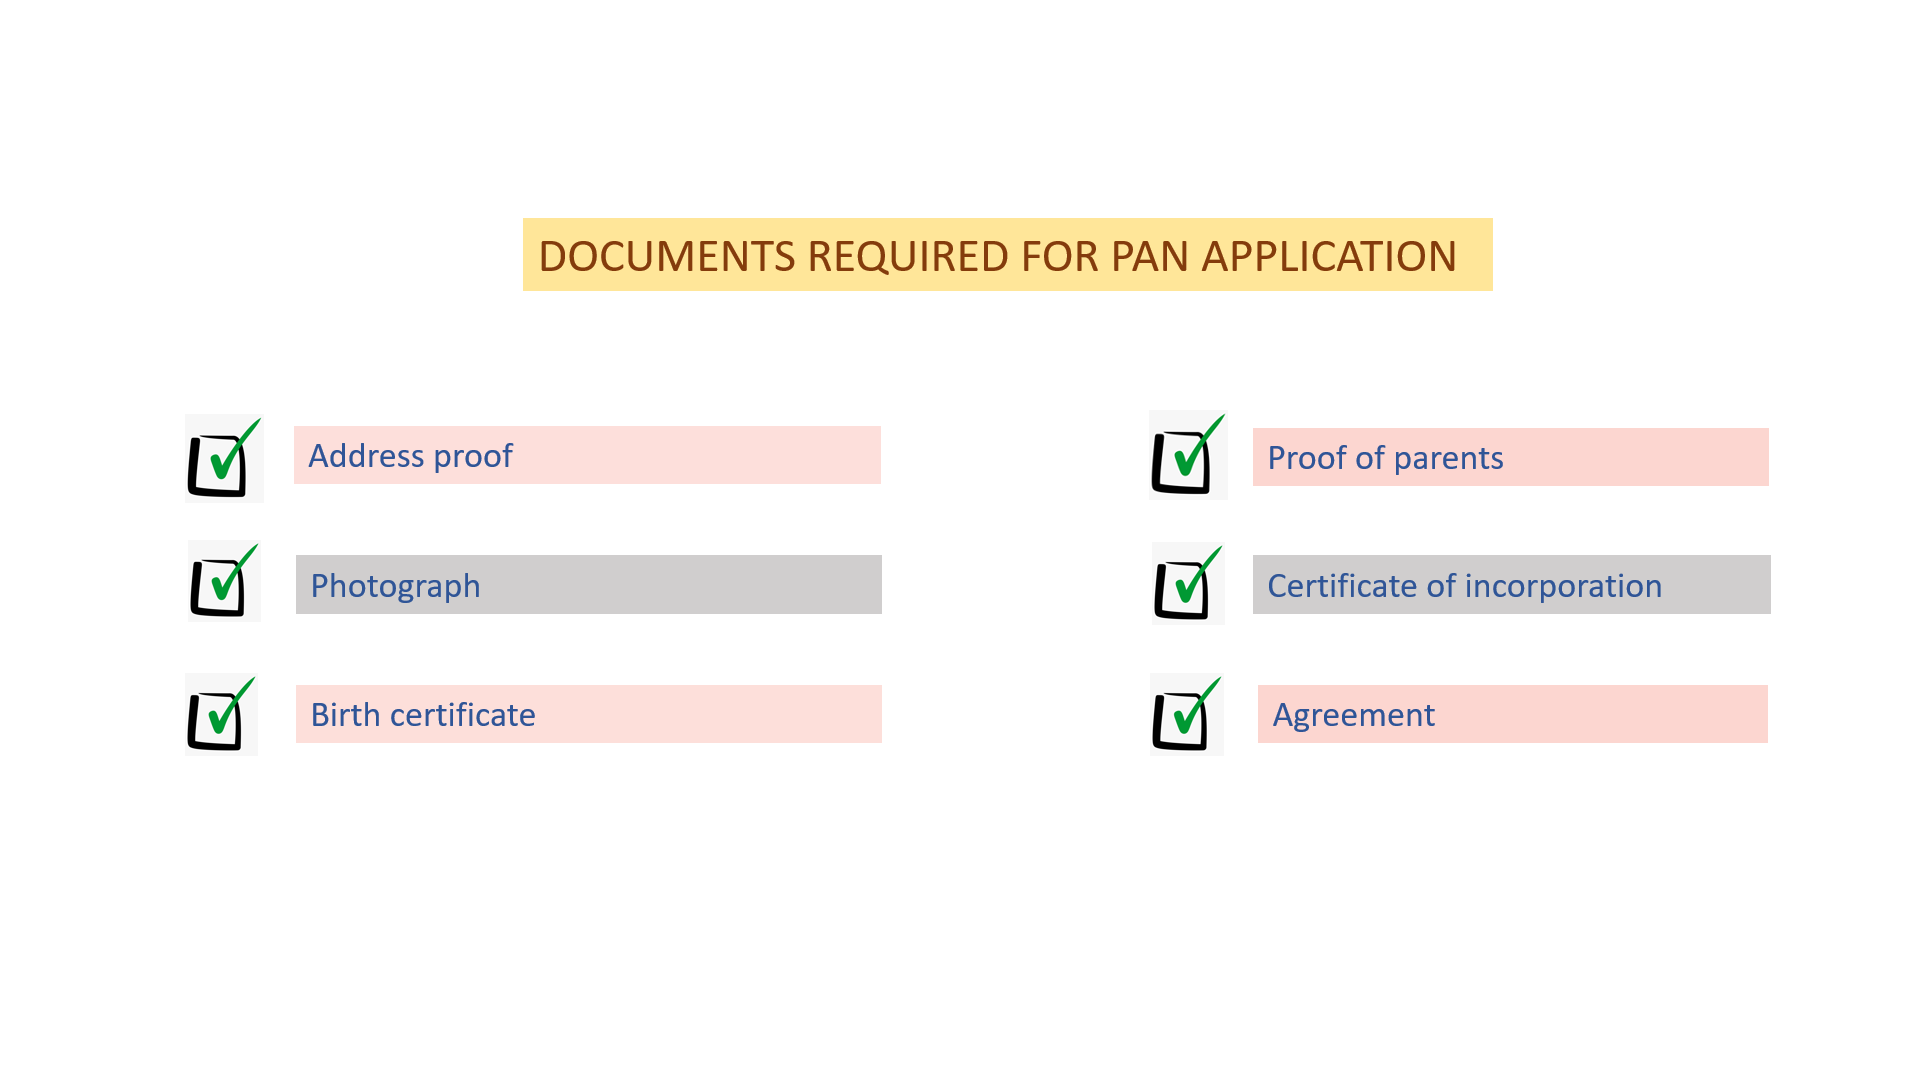 DOCUMENTS REQUIRED FOR PAN APPLICATION
Address proof
Photograph
Birth certificate
Proof of parents
Certificate of incorporation
Agreement